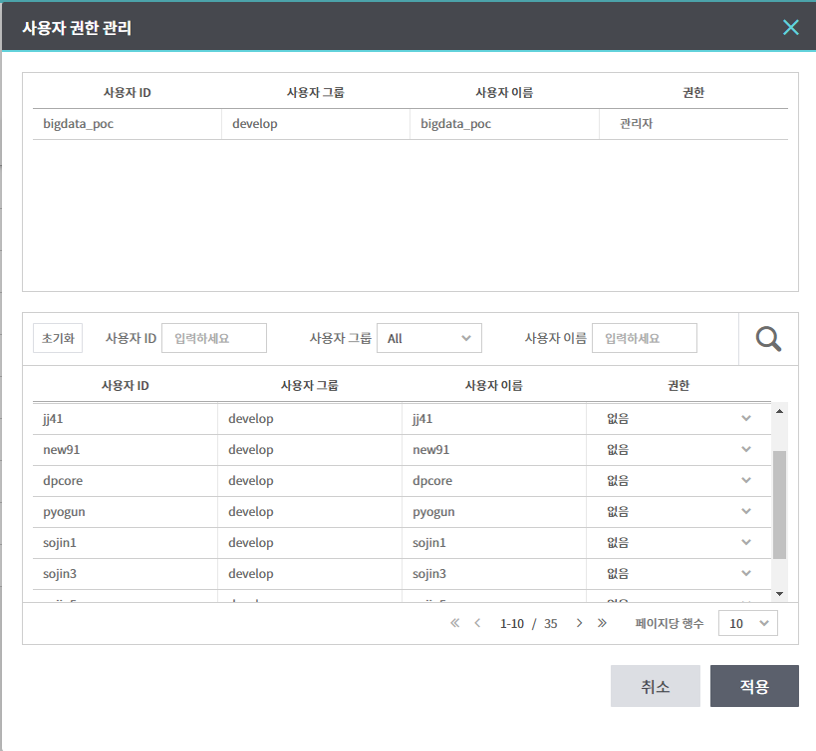 사용자 권한 관리
사용자 ID 사용자 그룹 사용자 이름 권한
bigdata_poc develop bigdata_poc 관리자
초기화 사용자 ID 입력하세요 사용자 그룹 All 사용자 이름 입력하세요
사용자 ID 사용자 그룹 사용자 이름 권한
jj41 develop jj41 없음
new91 develop new91 없음
dpcore develop dpcore 없음
pyogun develop pyogun 없음
sojin1 develop sojin1 없음
sojin3 develop sojin3 없음
« ‹ 1-10 / 35 › » 페이지당 행수 10
취소 적용